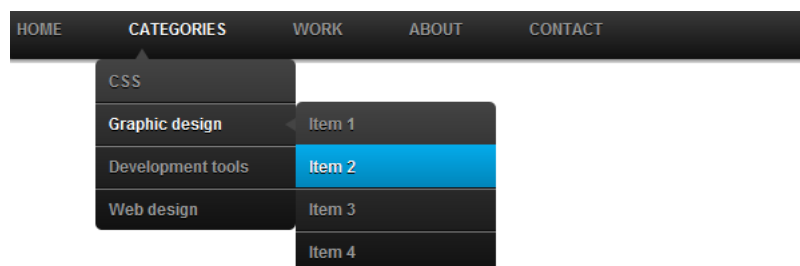 HOME CATEGORIES WORK ABOUT CONTACT
CSS
Graphic design
Development tools
Web design
Item 1
Item 2
Item 3
Item 4